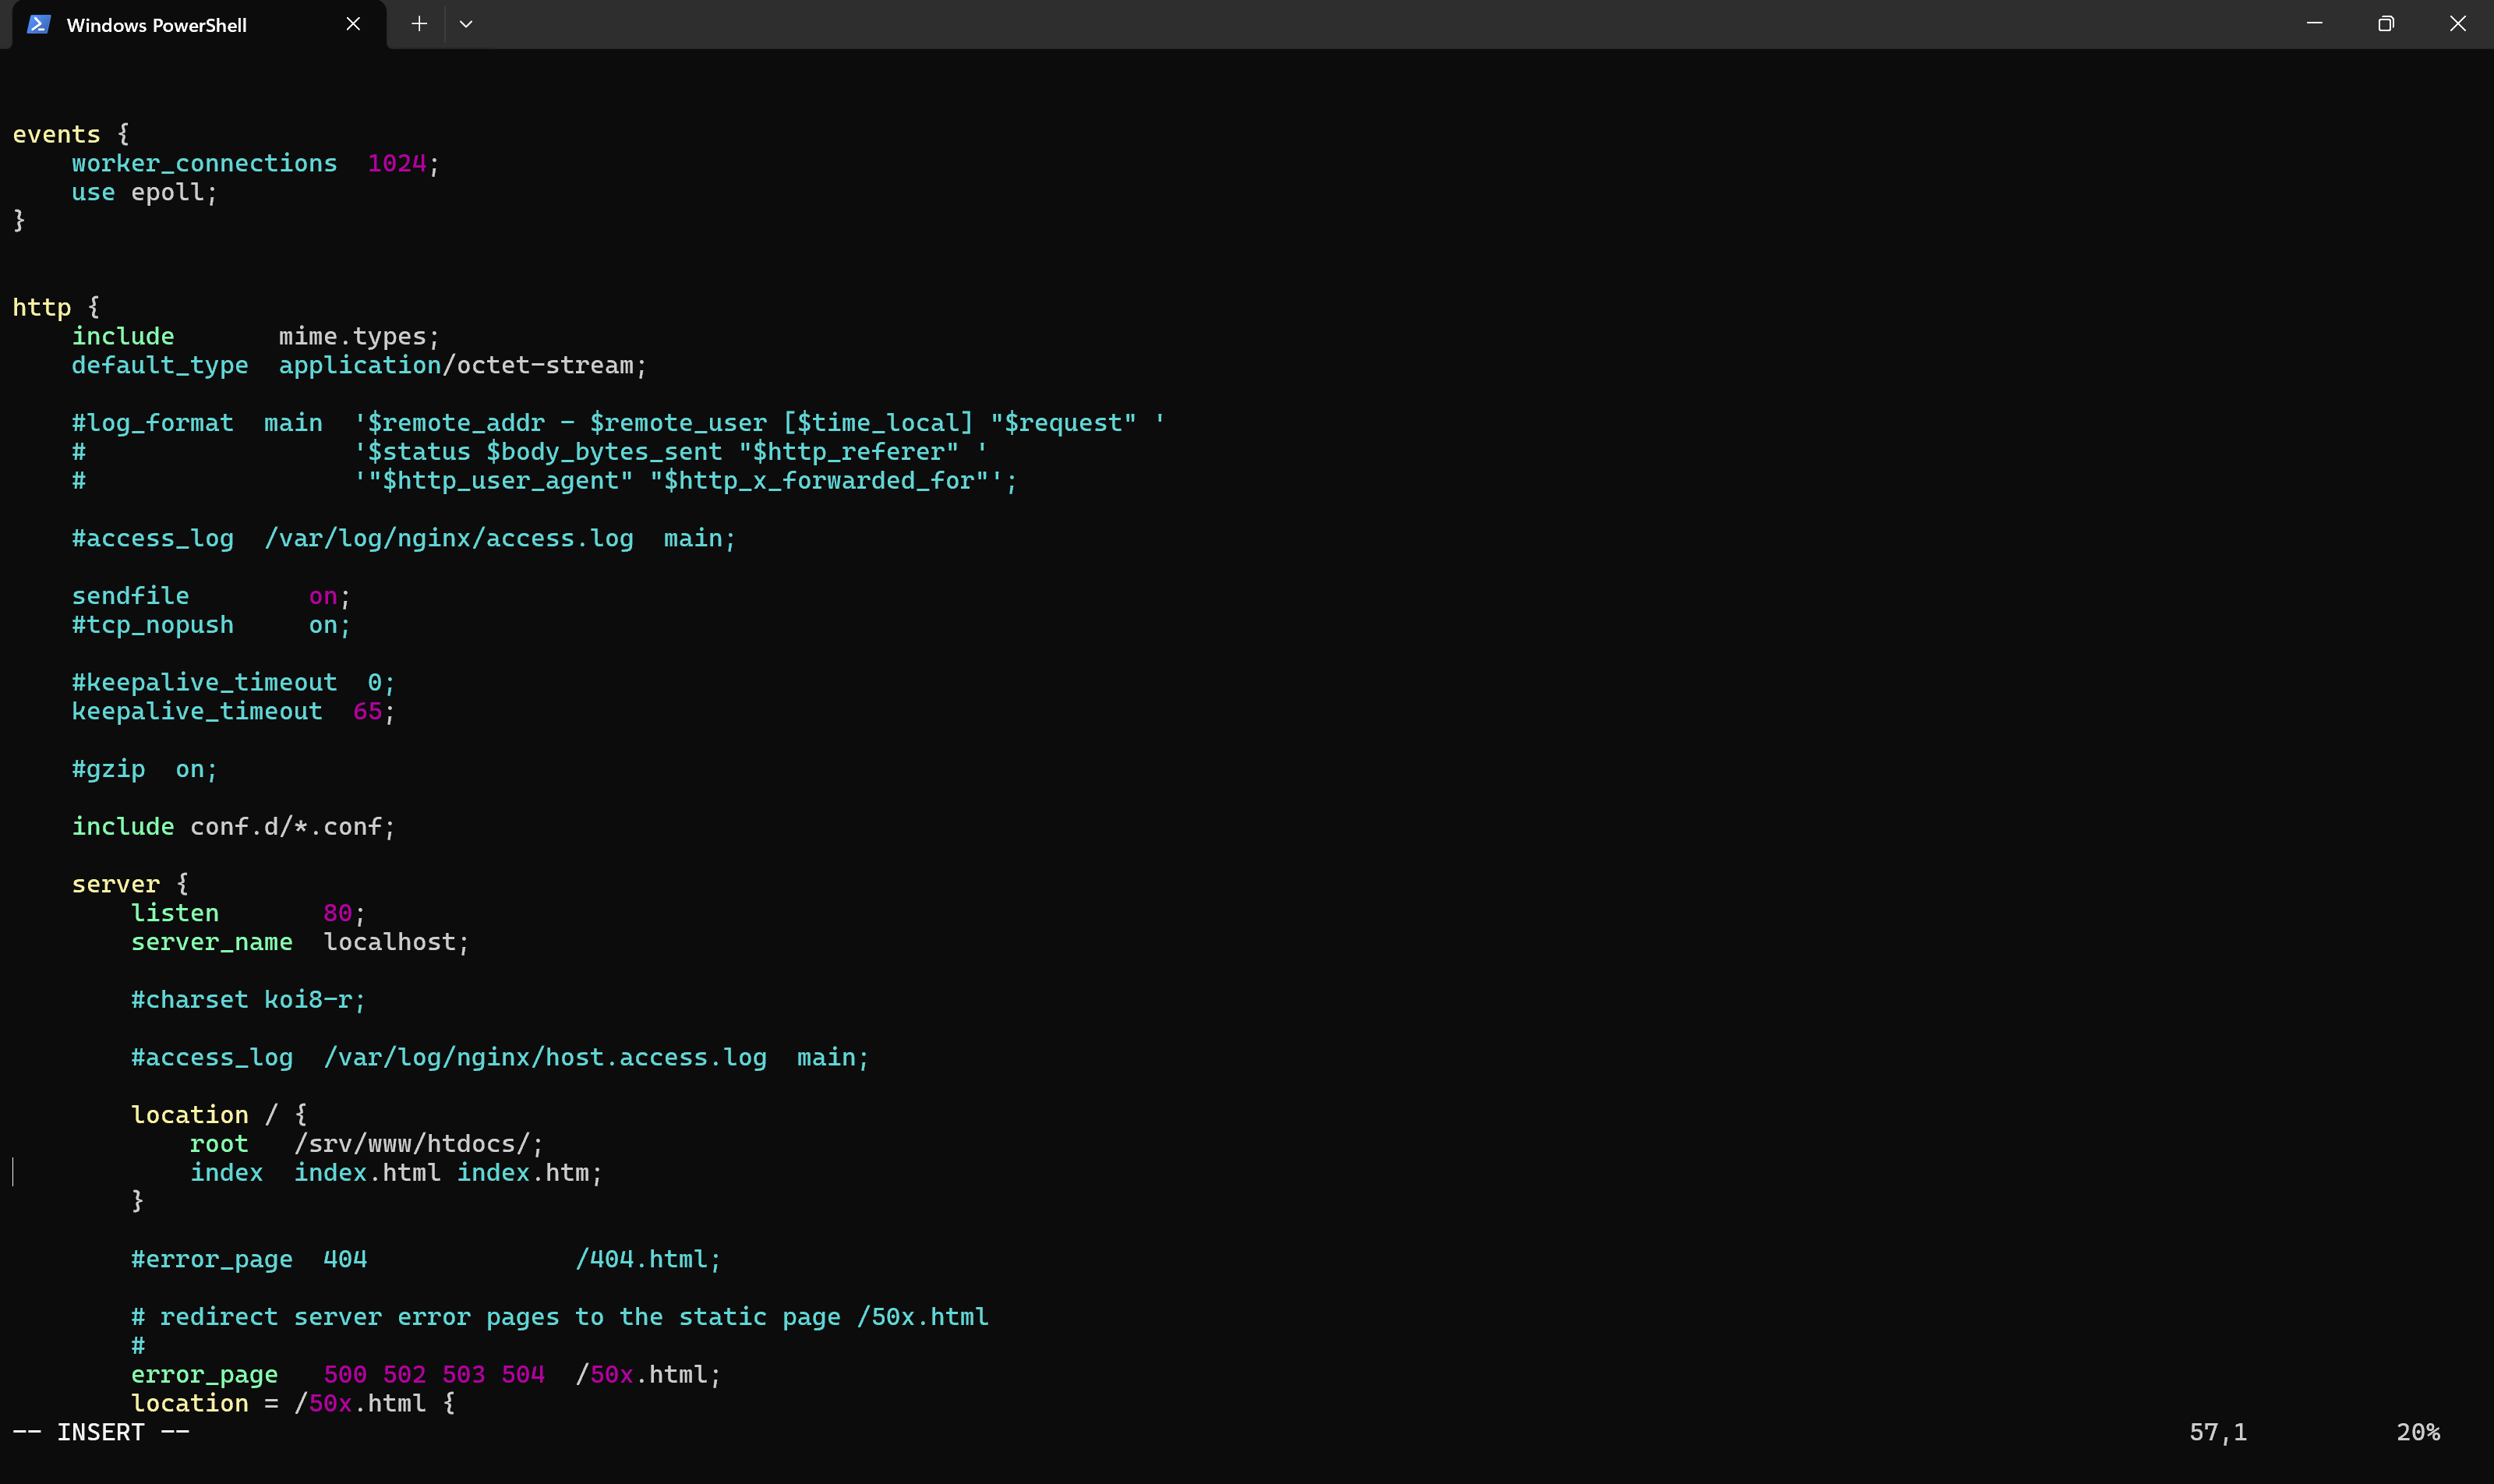 Windows PowerShell
events {
    worker_connections  1024;
    use epoll;
}
http {
    include       mime.types;
    default_type  application/octet-stream;
    #log_format  main  '$remote_addr - $remote_user [$time_local] "$request" '
    #                  '$status $body_bytes_sent "$http_referer" '
    #                  '"$http_user_agent" "$http_x_forwarded_for"';
    #access_log  /var/log/nginx/access.log  main;
    sendfile        on;
    #tcp_nopush     on;
    #keepalive_timeout  0;
    keepalive_timeout  65;
    #gzip  on;
    include conf.d/*.conf;
    server {
        listen       80;
        server_name  localhost;
        #charset koi8-r;
        #access_log  /var/log/nginx/host.access.log  main;
        location / {
            root   /srv/www/htdocs/;
            index  index.html index.htm;
        }
        #error_page  404              /404.html;
        # redirect server error pages to the static page /50x.html
        #
        error_page   500 502 503 504  /50x.html;
        location = /50x.html {
-- INSERT --                    57,1          20%